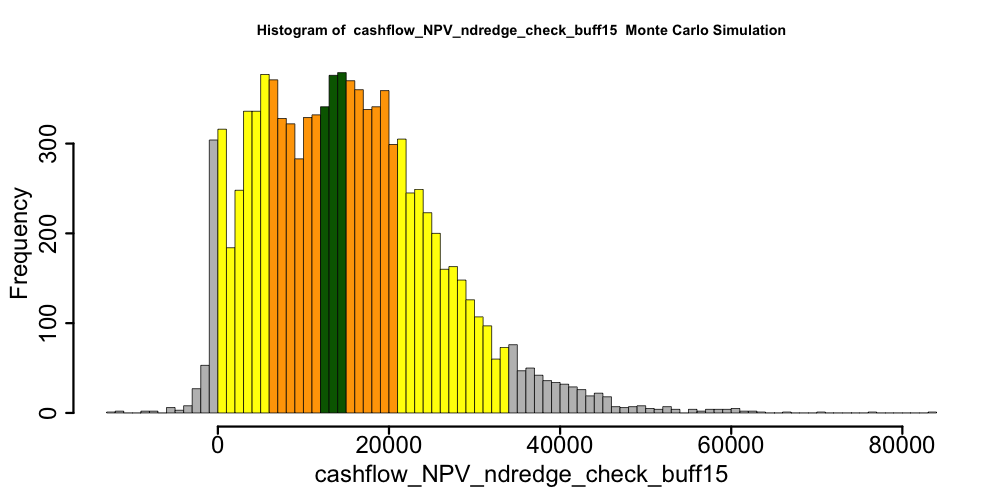 Histogram of  cashflow_NPV_ndredge_check_buff15  Monte Carlo Simulation
Frequency
300
200
100
0
0 20000 40000 60000 80000
cashflow_NPV_ndredge_check_buff15